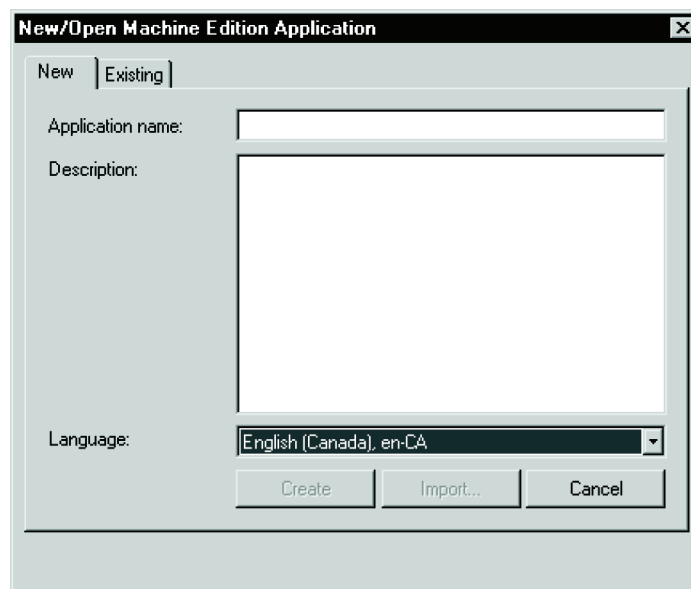 New/Open Machine Edition Application
New Existing
Application name:
Description:
Language: English (Canada), en-CA
Create Import... Cancel